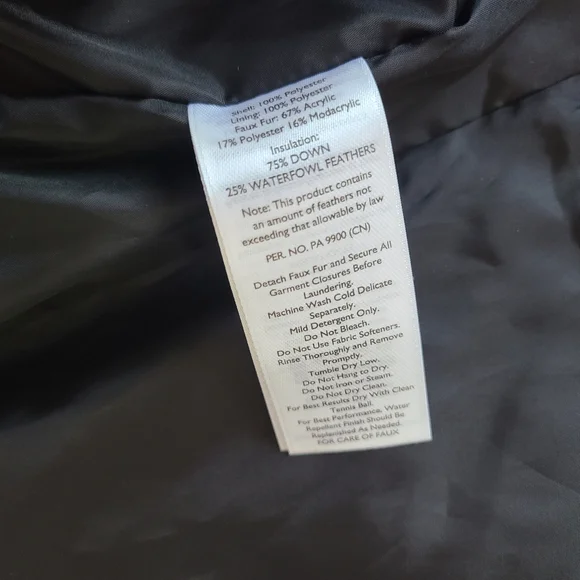 Shell: 100% Polyester
Lining: 100% Polyester
Faux Fur: 67% Acrylic
17% Polyester 16% Modacrylic
Insulation:
75% DOWN
25% WATERFOWL FEATHERS
Note: This product contains
an amount of feathers not
exceeding that allowable by law
PER. NO. PA 9900 (CN)
Detach Faux Fur and Secure All
Garment Closures Before
Laundering.
Machine Wash Cold Delicate
Separately.
Mild Detergent Only.
Do Not Bleach.
Do Not Use Fabric Softeners.
Rinse Thoroughly and Remove
Promptly.
Tumble Dry Low.
Do Not Hang to Dry.
Do Not Iron or Steam.
Do Not Dry Clean.
For Best Results Dry With Clean
Tennis Ball.
For Best Performance, Water
Repellent Finish Should Be
Replenished As Needed.
FOR CARE OF FAUX